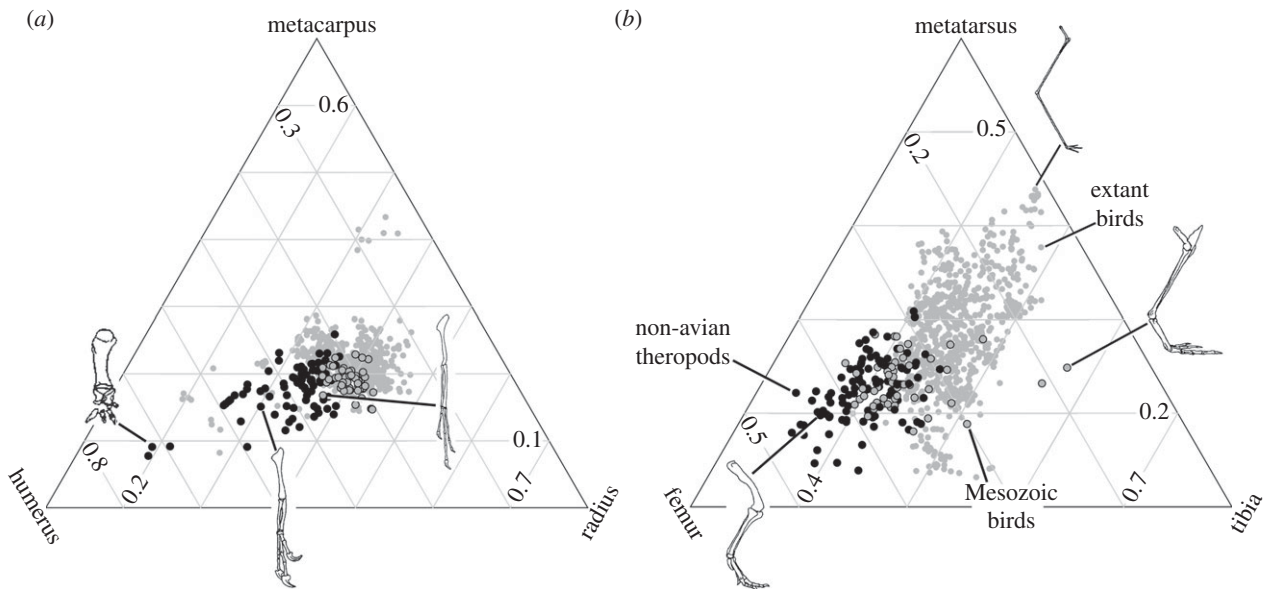 (a)
metacarpus
0.6
0.3
0.1
0.8
0.2
0.7
humerus
radius
(b)
metatarsus
0.5
0.2
extant
birds
non-avian
theropods
0.2
0.5
0.4
0.7
Mesozoic
birds
femur
tibia